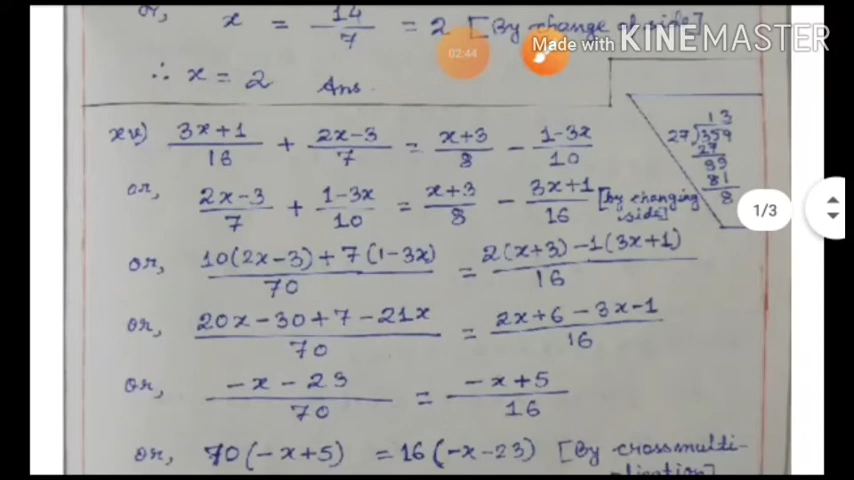 or, x = 14/7 = 2 [By change of side]
02:44
Made with KINEMASTER
∴ x = 2 Ans.
xv) 3x+1/16 + 2x-3/7 = x+3/8 - 1-3x/10
or, 2x-3/7 + 1-3x/10 = x+3/8 - 3x+1/16 [by changing side]
or, 10(2x-3)+7(1-3x)/70 = 2(x+3)-1(3x+1)/16
or, 20x-30+7-21x/70 = 2x+6-3x-1/16
or, -x-23/70 = -x+5/16
or, 70(-x+5) = 16(-x-23) [By crossmulti-
plication]
13
27)359
27
89
81
8
1/3